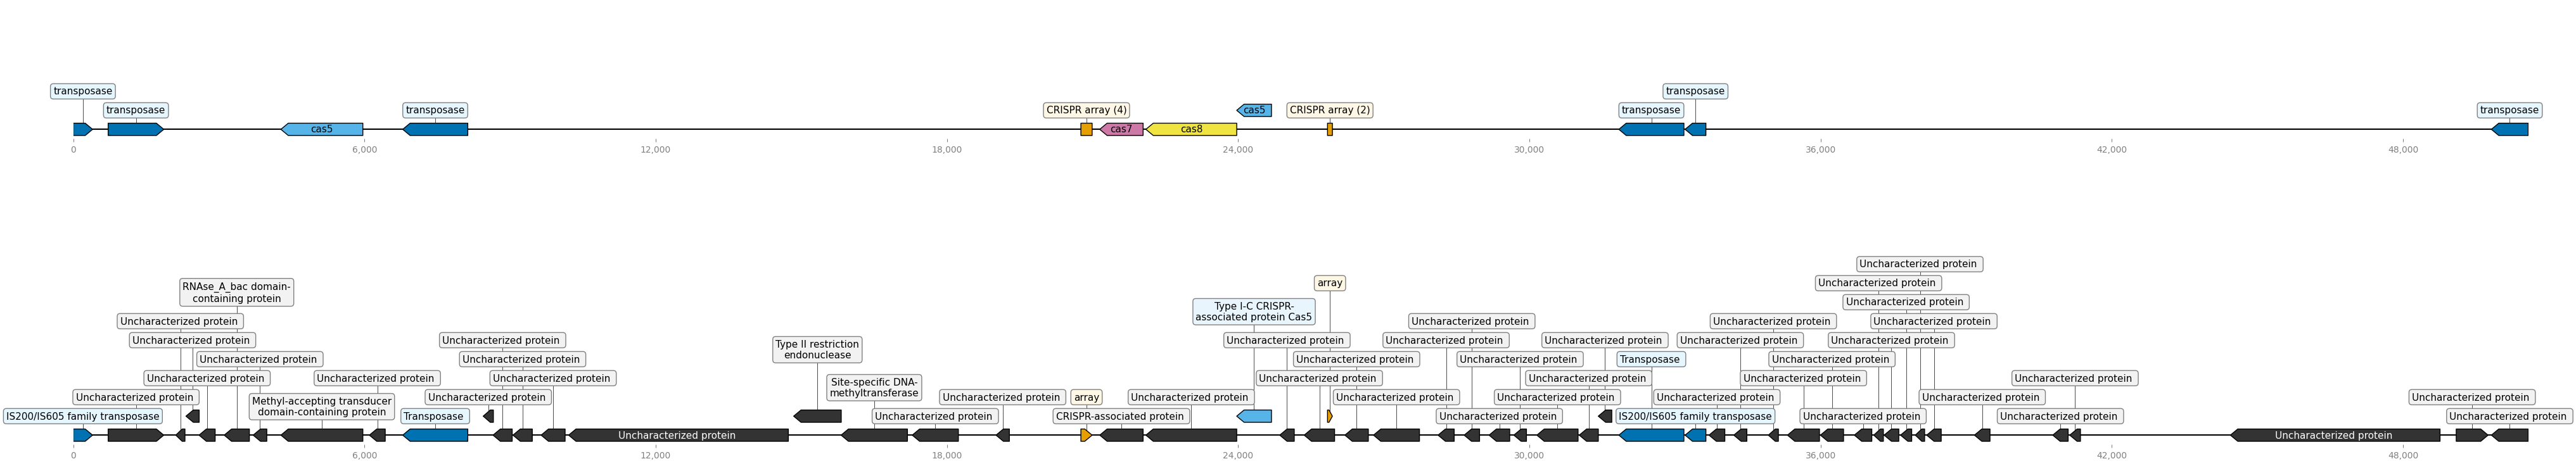 transposase
transposase
transposase
transposase
CRISPR array (4)
cas5
CRISPR array (2)
transposase
transposase
cas5
cas7
cas8
0
6,000
12,000
18,000
24,000
30,000
36,000
42,000
48,000
Uncharacterized protein
Uncharacterized protein
array
RNAse_A_bac domain-
containing protein
Uncharacterized protein
Type I-C CRISPR-
associated protein Cas5
Uncharacterized protein
Uncharacterized protein
Uncharacterized protein
Uncharacterized protein
Uncharacterized protein
Uncharacterized protein
Uncharacterized protein
Type II restriction
endonuclease
Uncharacterized protein
Uncharacterized protein
Uncharacterized protein
Uncharacterized protein
Uncharacterized protein
Uncharacterized protein
Uncharacterized protein
Uncharacterized protein
Uncharacterized protein
Transposase
Uncharacterized protein
Uncharacterized protein
Uncharacterized protein
Uncharacterized protein
Site-specific DNA-
methyltransferase
Uncharacterized protein
Uncharacterized protein
Uncharacterized protein
Uncharacterized protein
Uncharacterized protein
Methyl-accepting transducer
domain-containing protein
Uncharacterized protein
Uncharacterized protein
array
Uncharacterized protein
Uncharacterized protein
Uncharacterized protein
Uncharacterized protein
Uncharacterized protein
Uncharacterized protein
IS200/IS605 family transposase
Transposase
Uncharacterized protein
CRISPR-associated protein
Uncharacterized protein
IS200/IS605 family transposase
Uncharacterized protein
Uncharacterized protein
Uncharacterized protein
Uncharacterized protein
Uncharacterized protein
0
6,000
12,000
18,000
24,000
30,000
36,000
42,000
48,000